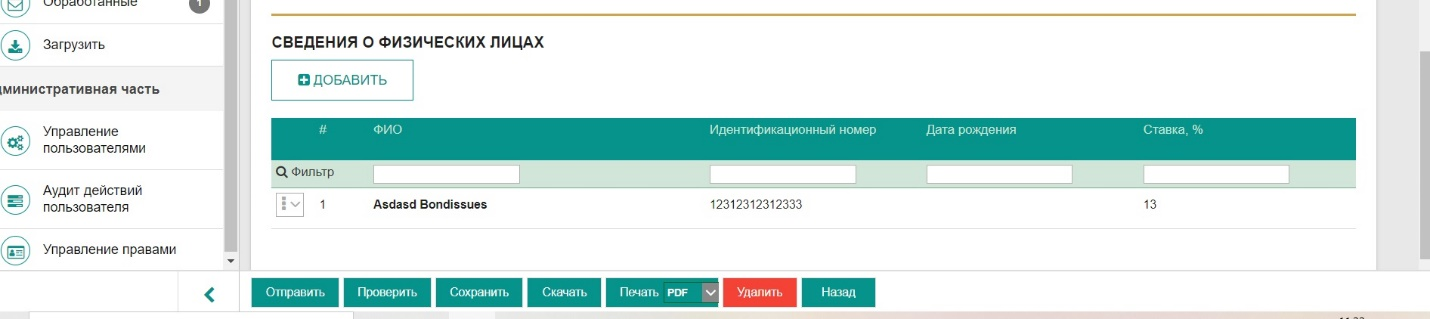 Обработанные 1
Загрузить
дминистративная часть
Управление
пользователями
Аудит действий
пользователя
Управление правами
СВЕДЕНИЯ О ФИЗИЧЕСКИХ ЛИЦАХ
ДОБАВИТЬ
# ФИО Идентификационный номер Дата рождения Ставка, %
Фильтр
1 Asdasd Bondissues 12312312312333 13
Отправить Проверить Сохранить Скачать Печать PDF Удалить Назад